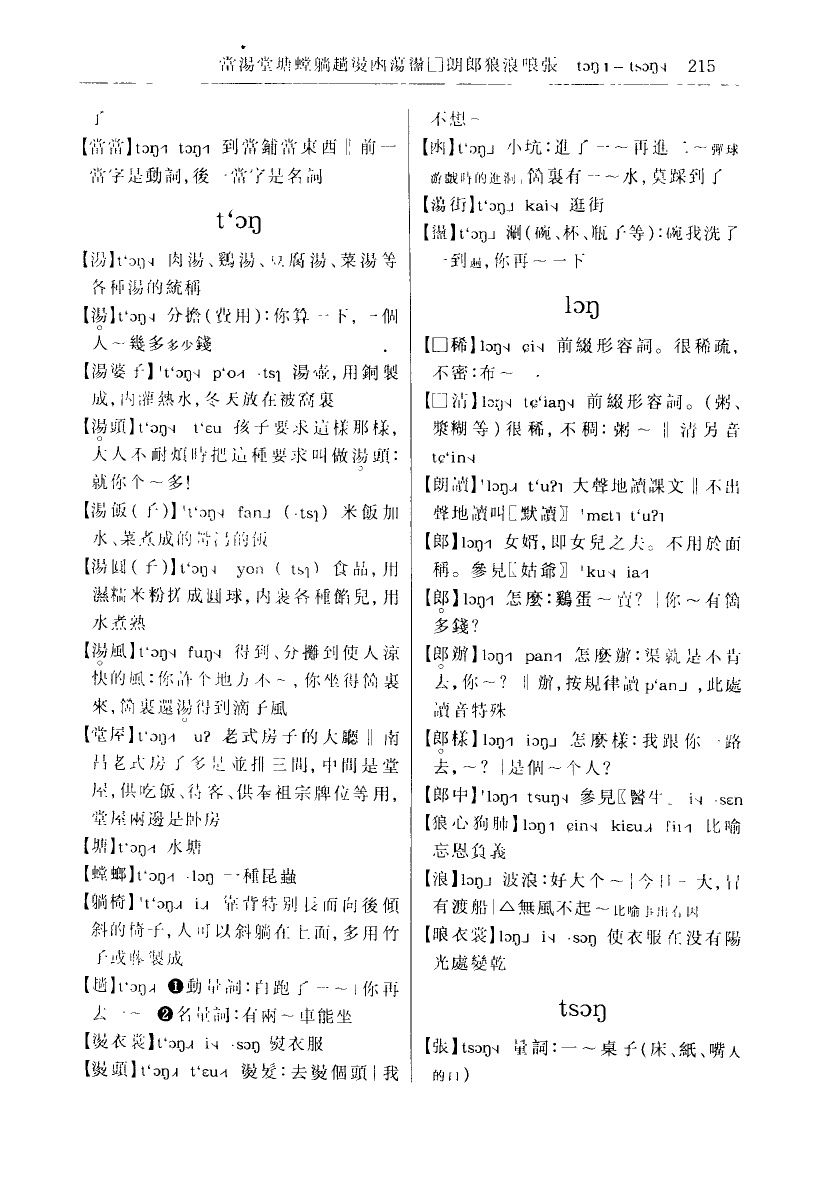 當湯堂塘螳躺趟燙凼蕩盪□朗郎狼浪㫰張 tɔŋ˦–tsɔŋ˨ 215
了
【當當】tɔŋ tɔŋ 到當鋪當東西‖前一
當字是動詞,後一當字是名詞
t‘ɔŋ
【湯】t‘ɔŋ 肉湯、鷄湯、豆腐湯、菜湯等
各種湯的統稱
【湯】t‘ɔŋ 分擔(費用):你算一下,一個
人~幾多多少錢
【湯婆子】't‘ɔŋ p‘o ·tsɿ 湯壺,用銅製
成,内灌熱水,冬天放在被窩裏
【湯頭】t‘ɔŋ t‘ɛu 孩子要求這樣那樣,
大人不耐煩時把這種要求叫做湯頭:
就你个~多!
【湯飯(子)】't‘ɔŋ fan (·tsɿ) 米飯加
水、菜煮成的帶湯的飯
【湯圓(子)】t‘ɔŋ yon (·tsɿ) 食品,用
濕糯米粉搓成圓球,内裹各種餡兒,用
水煮熟
【湯風】t‘ɔŋ fuŋ 得到、分攤到使人涼
快的風:你許个地方不~,你坐得箇裏
來,箇裏還湯得到滴子風
【堂屋】t‘ɔŋ uʔ 老式房子的大廳‖南
昌老式房子多是並排三間,中間是堂
屋,供吃飯、待客、供奉祖宗牌位等用,
堂屋兩邊是卧房
【塘】t‘ɔŋ 水塘
【螳螂】t‘ɔŋ ·lɔŋ 一種昆蟲
【躺椅】't‘ɔŋ i 靠背特别長而向後傾
斜的椅子,人可以斜躺在上面,多用竹
子或藤製成
【趟】t‘ɔŋ ❶動量詞:白跑了一~|你再
去一~ ❷名量詞:有兩~車能坐
【燙衣裳】t‘ɔŋ i ·sɔŋ 熨衣服
【燙頭】t‘ɔŋ t‘ɛu 燙髮:去燙個頭|我
不想~
【凼】t‘ɔŋ 小坑:進了一~再進二~彈球
遊戲時的進洞|箇裏有一~水,莫踩到了
【蕩街】t‘ɔŋ kai 逛街
【盪】t‘ɔŋ 涮(碗、杯、瓶子等):碗我洗了
一到遍,你再~一下
lɔŋ
【□稀】lɔŋ ɕi 前綴形容詞。很稀疏,
不密:布~
【□清】lɔŋ tɕ‘iaŋ 前綴形容詞。(粥、
漿糊等)很稀,不稠:粥~‖清另音
tɕ‘in
【朗讀】'lɔŋ t‘uʔ 大聲地讀課文‖不出
聲地讀叫〖默讀〗'mɛt t‘uʔ
【郎】lɔŋ 女婿,即女兒之夫。不用於面
稱。參見〖姑爺〗'ku ia
【郎】lɔŋ 怎麼:鷄蛋~賣?|你~有箇
多錢?
【郎辦】lɔŋ pan 怎麼辦:渠就是不肯
去,你~?‖辦,按規律讀p‘an,此處
讀音特殊
【郎樣】lɔŋ iɔŋ 怎麼樣:我跟你一路
去,~?|是個~个人?
【郎中】'lɔŋ tsuŋ 參見〖醫生〗i ·sɛn
【狼心狗肺】lɔŋ ɕin kiɛu fii 比喻
忘恩負義
【浪】lɔŋ 波浪:好大个~|今日~大,冒
有渡船|△無風不起~比喻事出有因
【㫰衣裳】lɔŋ i ·sɔŋ 使衣服在没有陽
光處變乾
tsɔŋ
【張】tsɔŋ 量詞:一~桌子(床、紙、嘴人
的口)